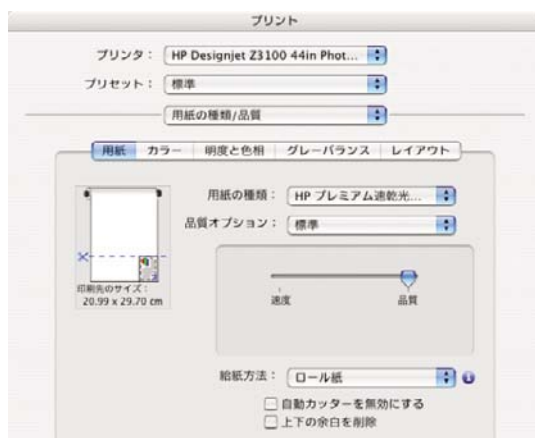 プリント
プリンタ： HP Designjet Z3100 44in Phot...
プリセット： 標準
用紙の種類/品質
用紙 カラー 明度と色相 グレーバランス レイアウト
用紙の種類： HP プレミアム速乾光...
品質オプション： 標準
印刷先のサイズ：
20.99 x 29.70 cm
速度 品質
給紙方法： ロール紙
自動カッターを無効にする
上下の余白を削除